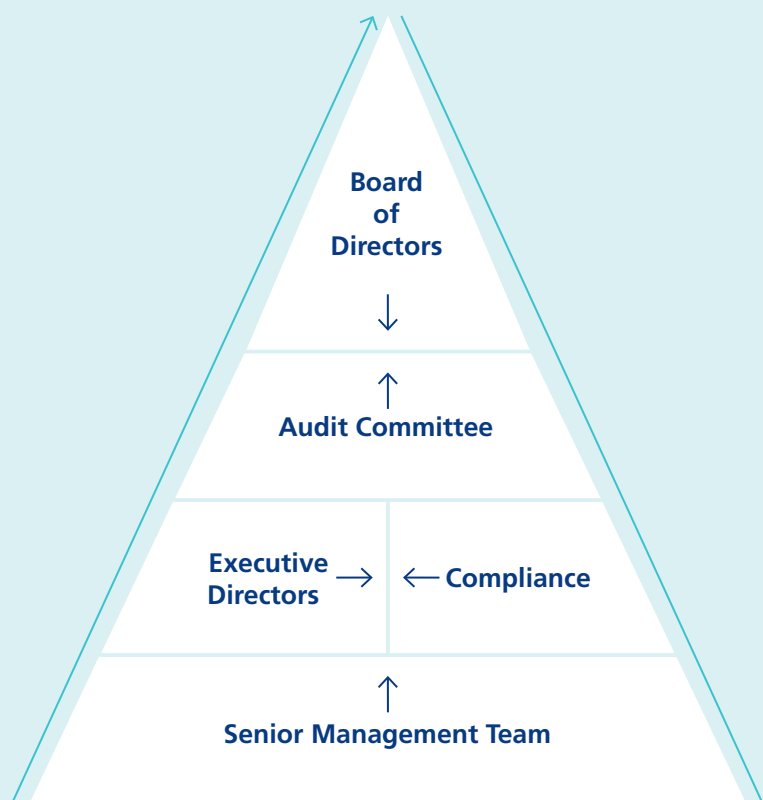 Board
of
Directors
Audit Committee
Executive
Directors
Compliance
Senior Management Team